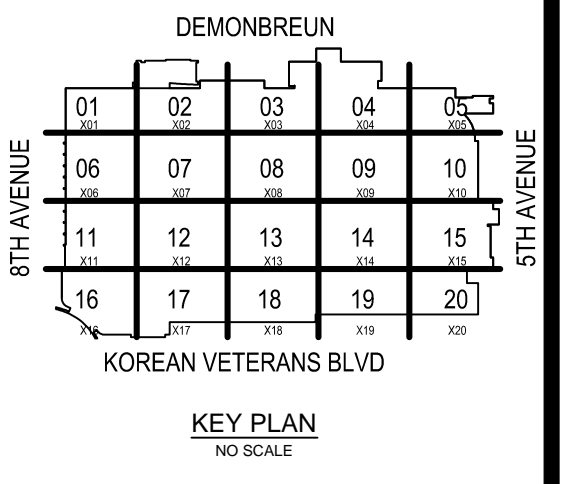 DEMONBREUN
01 02 03 04 05
X01 X02 X03 X04 X05
06 07 08 09 10
X06 X07 X08 X09 X10
8TH AVENUE
5TH AVENUE
11 12 13 14 15
X11 X12 X13 X14 X15
16 17 18 19 20
X16 X17 X18 X19 X20
KOREAN VETERANS BLVD
KEY PLAN
NO SCALE